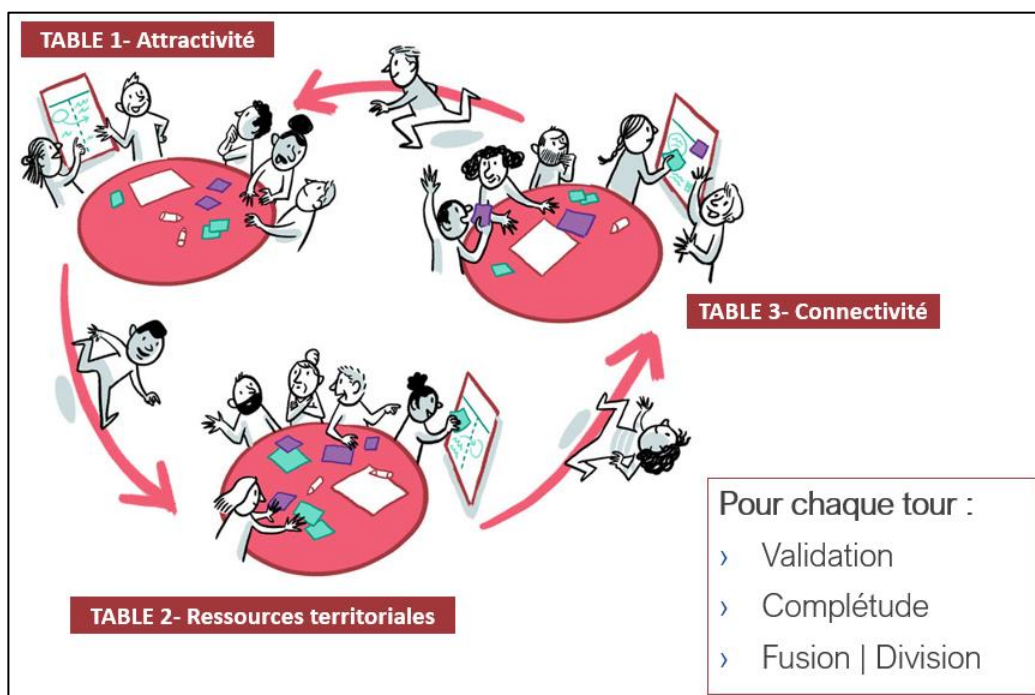 TABLE 1- Attractivité
TABLE 3- Connectivité
TABLE 2- Ressources territoriales
Pour chaque tour :
› Validation
› Complétude
› Fusion | Division